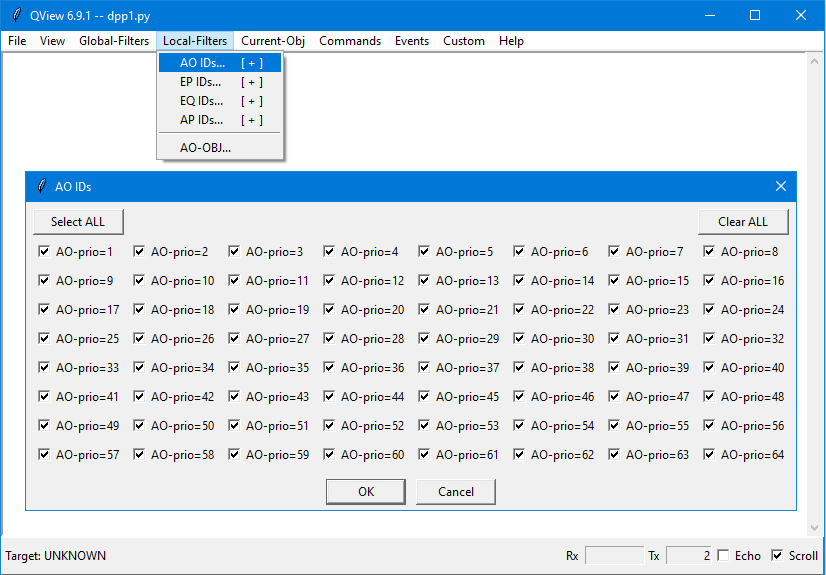 QView 6.9.1 -- dpp1.py
File View Global-Filters Local-Filters Current-Obj Commands Events Custom Help
AO IDs... [ + ]
EP IDs... [ + ]
EQ IDs... [ + ]
AP IDs... [ + ]
AO-OBJ...
AO IDs
Select ALL Clear ALL
AO-prio=1 AO-prio=2 AO-prio=3 AO-prio=4 AO-prio=5 AO-prio=6 AO-prio=7 AO-prio=8
AO-prio=9 AO-prio=10 AO-prio=11 AO-prio=12 AO-prio=13 AO-prio=14 AO-prio=15 AO-prio=16
AO-prio=17 AO-prio=18 AO-prio=19 AO-prio=20 AO-prio=21 AO-prio=22 AO-prio=23 AO-prio=24
AO-prio=25 AO-prio=26 AO-prio=27 AO-prio=28 AO-prio=29 AO-prio=30 AO-prio=31 AO-prio=32
AO-prio=33 AO-prio=34 AO-prio=35 AO-prio=36 AO-prio=37 AO-prio=38 AO-prio=39 AO-prio=40
AO-prio=41 AO-prio=42 AO-prio=43 AO-prio=44 AO-prio=45 AO-prio=46 AO-prio=47 AO-prio=48
AO-prio=49 AO-prio=50 AO-prio=51 AO-prio=52 AO-prio=53 AO-prio=54 AO-prio=55 AO-prio=56
AO-prio=57 AO-prio=58 AO-prio=59 AO-prio=60 AO-prio=61 AO-prio=62 AO-prio=63 AO-prio=64
OK Cancel
Target: UNKNOWN Rx Tx 2 Echo Scroll